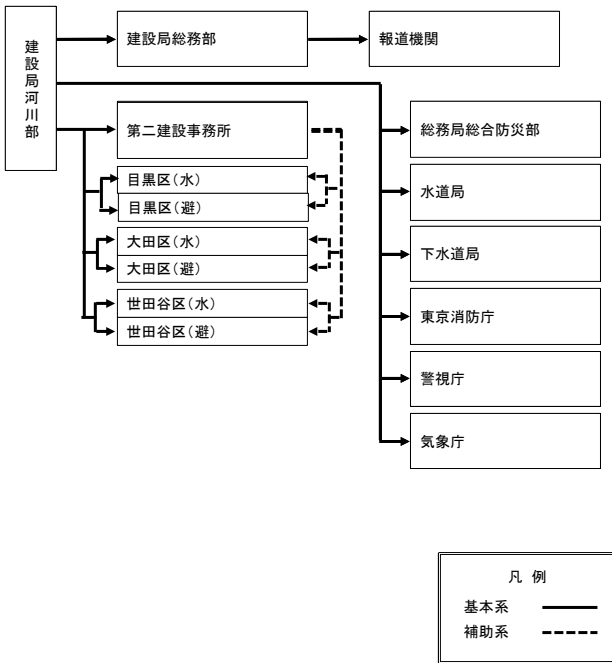 建設局河川部
建設局総務部
報道機関
第二建設事務所
目黒区(水)
目黒区(避)
大田区(水)
大田区(避)
世田谷区(水)
世田谷区(避)
総務局総合防災部
水道局
下水道局
東京消防庁
警視庁
気象庁
凡 例
基本系
補助系